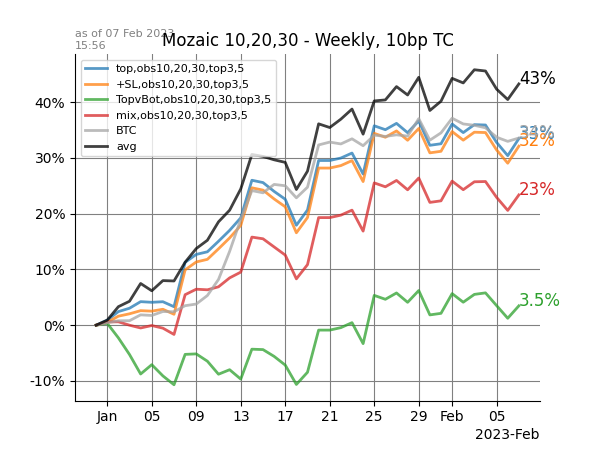 as of 07 Feb 2023
15:56
Mozaic 10,20,30 - Weekly, 10bp TC
top,obs10,20,30,top3,5
+SL,obs10,20,30,top3,5
TopvBot,obs10,20,30,top3,5
mix,obs10,20,30,top3,5
BTC
avg
40%
30%
20%
10%
0%
-10%
43%
32%
23%
3.5%
Jan
05
09
13
17
21
25
29
Feb
05
2023-Feb